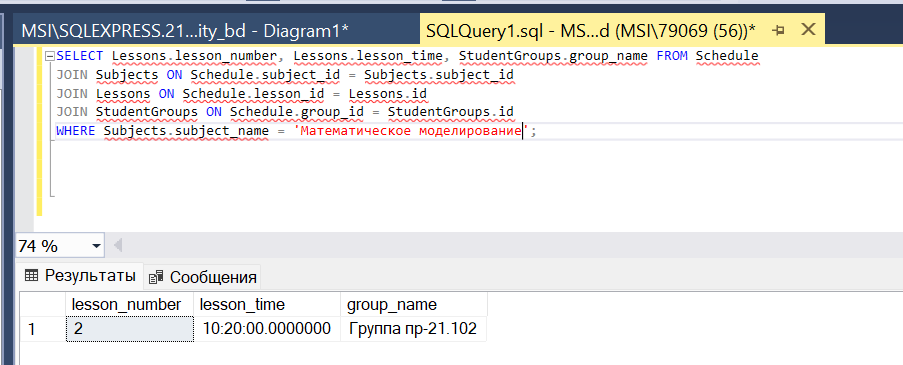 MSI\SQLEXPRESS.21...ity_bd - Diagram1*
SQLQuery1.sql - MS...d (MSI\79069 (56))*
SELECT Lessons.lesson_number, Lessons.lesson_time, StudentGroups.group_name FROM Schedule
JOIN Subjects ON Schedule.subject_id = Subjects.subject_id
JOIN Lessons ON Schedule.lesson_id = Lessons.id
JOIN StudentGroups ON Schedule.group_id = StudentGroups.id
WHERE Subjects.subject_name = 'Математическое моделирование';
74 %
Результаты Сообщения
lesson_number lesson_time group_name
1 2 10:20:00.0000000 Группа пр-21.102